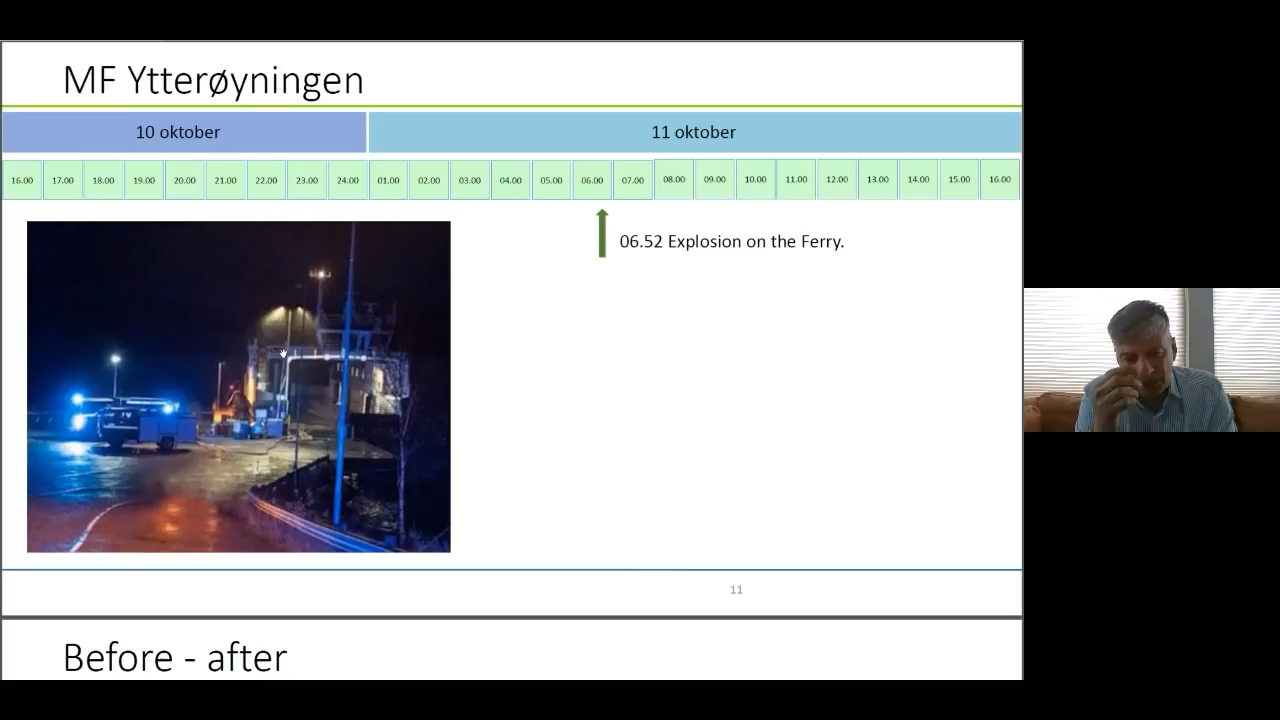 MF Ytterøyningen
10 oktober 11 oktober
16.00 17.00 18.00 19.00 20.00 21.00 22.00 23.00 24.00 01.00 02.00 03.00 04.00 05.00 06.00 07.00 08.00 09.00 10.00 11.00 12.00 13.00 14.00 15.00 16.00
06.52 Explosion on the Ferry.
11
Before - after